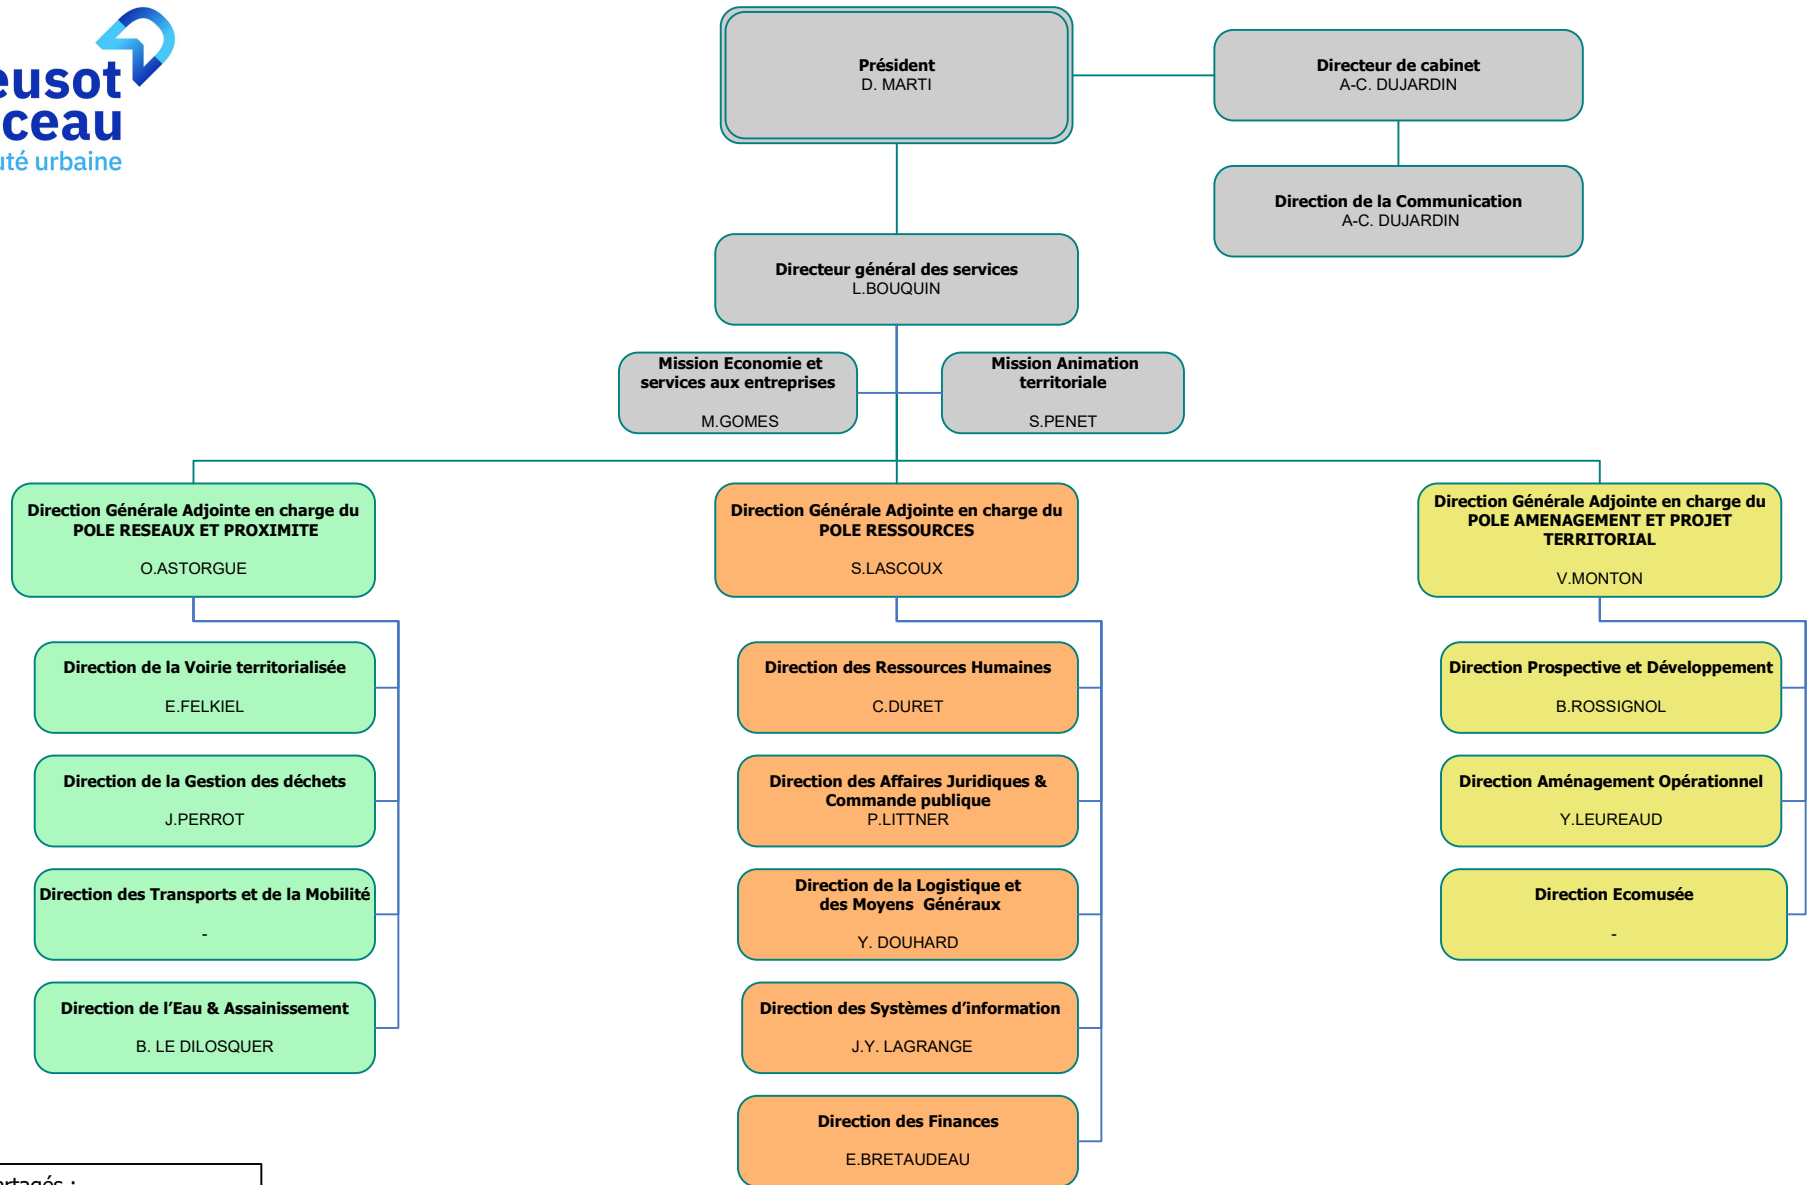 eusot
ceau
uté urbaine
Président
D. MARTI
Directeur de cabinet
A-C. DUJARDIN
Direction de la Communication
A-C. DUJARDIN
Directeur général des services
L.BOUQUIN
Mission Economie et
services aux entreprises
M.GOMES
Mission Animation
territoriale
S.PENET
Direction Générale Adjointe en charge du
POLE RESEAUX ET PROXIMITE
O.ASTORGUE
Direction de la Voirie territorialisée
E.FELKIEL
Direction de la Gestion des déchets
J.PERROT
Direction des Transports et de la Mobilité
-
Direction de l’Eau & Assainissement
B. LE DILOSQUER
Direction Générale Adjointe en charge du
POLE RESSOURCES
S.LASCOUX
Direction des Ressources Humaines
C.DURET
Direction des Affaires Juridiques &
Commande publique
P.LITTNER
Direction de la Logistique et
des Moyens  Généraux
Y. DOUHARD
Direction des Systèmes d’information
J.Y. LAGRANGE
Direction des Finances
E.BRETAUDEAU
Direction Générale Adjointe en charge du
POLE AMENAGEMENT ET PROJET
TERRITORIAL
V.MONTON
Direction Prospective et Développement
B.ROSSIGNOL
Direction Aménagement Opérationnel
Y.LEUREAUD
Direction Ecomusée
-
rtagés :